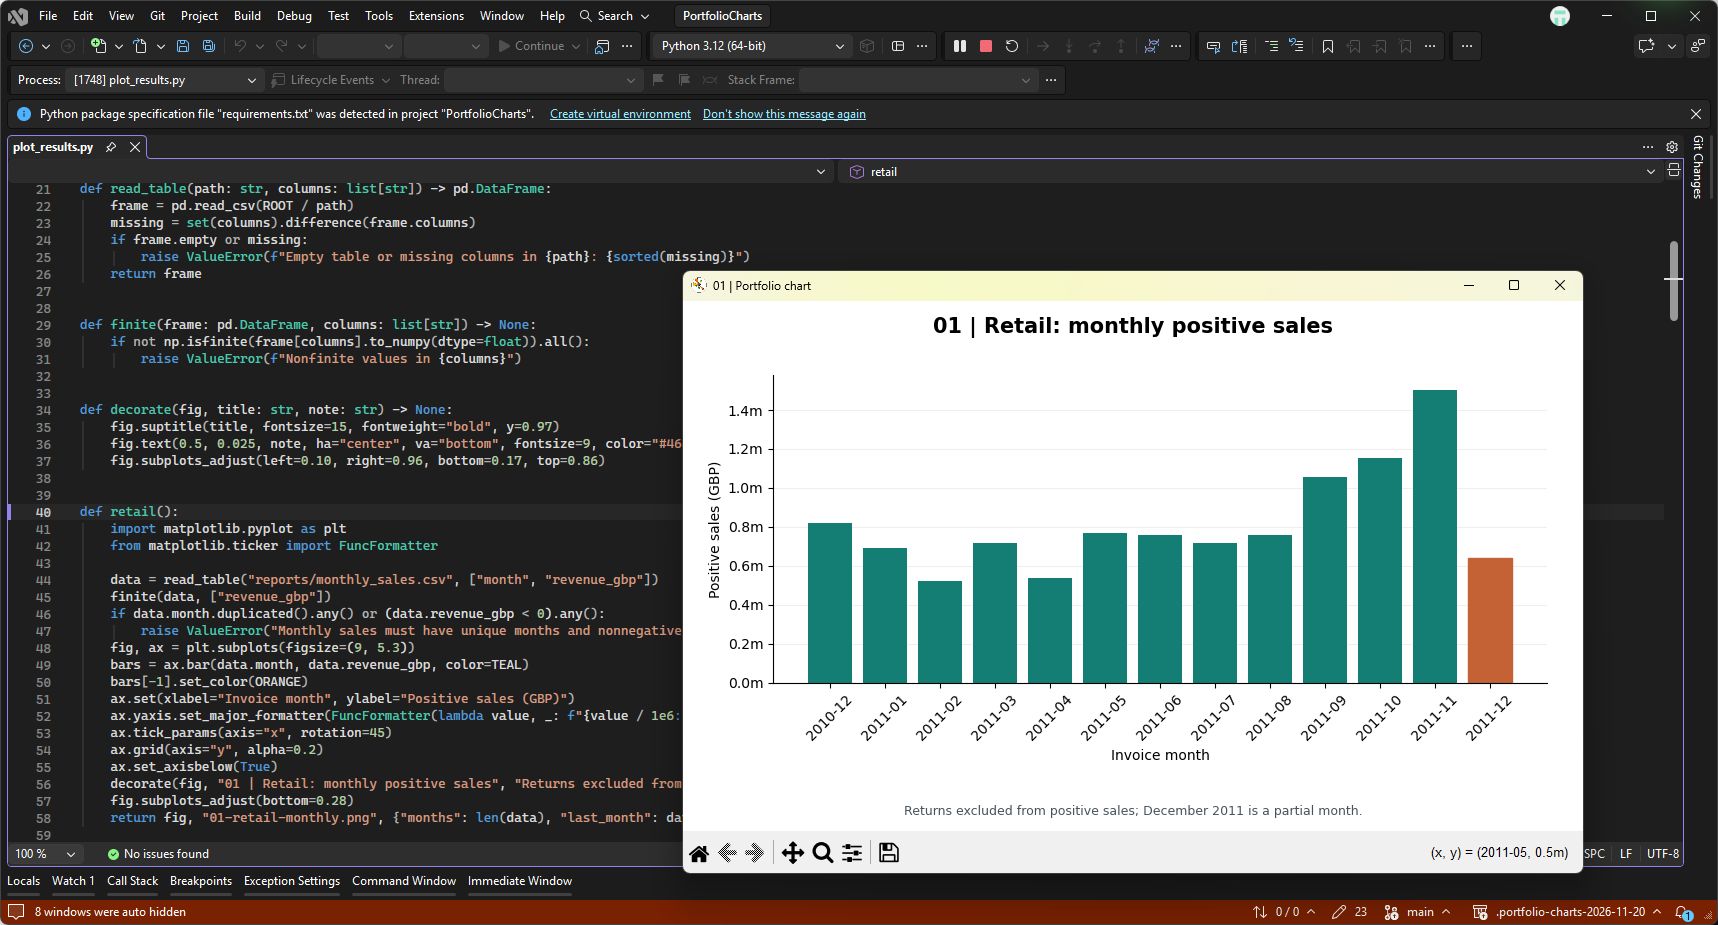 File Edit View Git Project Build Debug Test Tools Extensions Window Help Search PortfolioCharts
Continue Python 3.12 (64-bit)
Process: [1748] plot_results.py Lifecycle Events Thread: Stack Frame:
Python package specification file "requirements.txt" was detected in project "PortfolioCharts". Create virtual environment Don't show this message again
plot_results.py
retail
Git Changes
21 def read_table(path: str, columns: list[str]) -> pd.DataFrame:
22 frame = pd.read_csv(ROOT / path)
23 missing = set(columns).difference(frame.columns)
24 if frame.empty or missing:
25 raise ValueError(f"Empty table or missing columns in {path}: {sorted(missing)}")
26 return frame
27
28
29 def finite(frame: pd.DataFrame, columns: list[str]) -> None:
30 if not np.isfinite(frame[columns].to_numpy(dtype=float)).all():
31 raise ValueError(f"Nonfinite values in {columns}")
32
33
34 def decorate(fig, title: str, note: str) -> None:
35 fig.suptitle(title, fontsize=15, fontweight="bold", y=0.97)
36 fig.text(0.5, 0.025, note, ha="center", va="bottom", fontsize=9, color="#46
37 fig.subplots_adjust(left=0.10, right=0.96, bottom=0.17, top=0.86)
38
39
40 def retail():
41 import matplotlib.pyplot as plt
42 from matplotlib.ticker import FuncFormatter
43
44 data = read_table("reports/monthly_sales.csv", ["month", "revenue_gbp"])
45 finite(data, ["revenue_gbp"])
46 if data.month.duplicated().any() or (data.revenue_gbp < 0).any():
47 raise ValueError("Monthly sales must have unique months and nonnegative
48 fig, ax = plt.subplots(figsize=(9, 5.3))
49 bars = ax.bar(data.month, data.revenue_gbp, color=TEAL)
50 bars[-1].set_color(ORANGE)
51 ax.set(xlabel="Invoice month", ylabel="Positive sales (GBP)")
52 ax.yaxis.set_major_formatter(FuncFormatter(lambda value, _: f"{value / 1e6:
53 ax.tick_params(axis="x", rotation=45)
54 ax.grid(axis="y", alpha=0.2)
55 ax.set_axisbelow(True)
56 decorate(fig, "01 | Retail: monthly positive sales", "Returns excluded from
57 fig.subplots_adjust(bottom=0.28)
58 return fig, "01-retail-monthly.png", {"months": len(data), "last_month": da
59
01 | Portfolio chart
01 | Retail: monthly positive sales
Positive sales (GBP)
1.4m
1.2m
1.0m
0.8m
0.6m
0.4m
0.2m
0.0m
2010-12 2011-01 2011-02 2011-03 2011-04 2011-05 2011-06 2011-07 2011-08 2011-09 2011-10 2011-11 2011-12
Invoice month
Returns excluded from positive sales; December 2011 is a partial month.
(x, y) = (2011-05, 0.5m)
100 % No issues found SPC LF UTF-8
Locals Watch 1 Call Stack Breakpoints Exception Settings Command Window Immediate Window
8 windows were auto hidden 0 / 0 23 main .portfolio-charts-2026-11-20 1